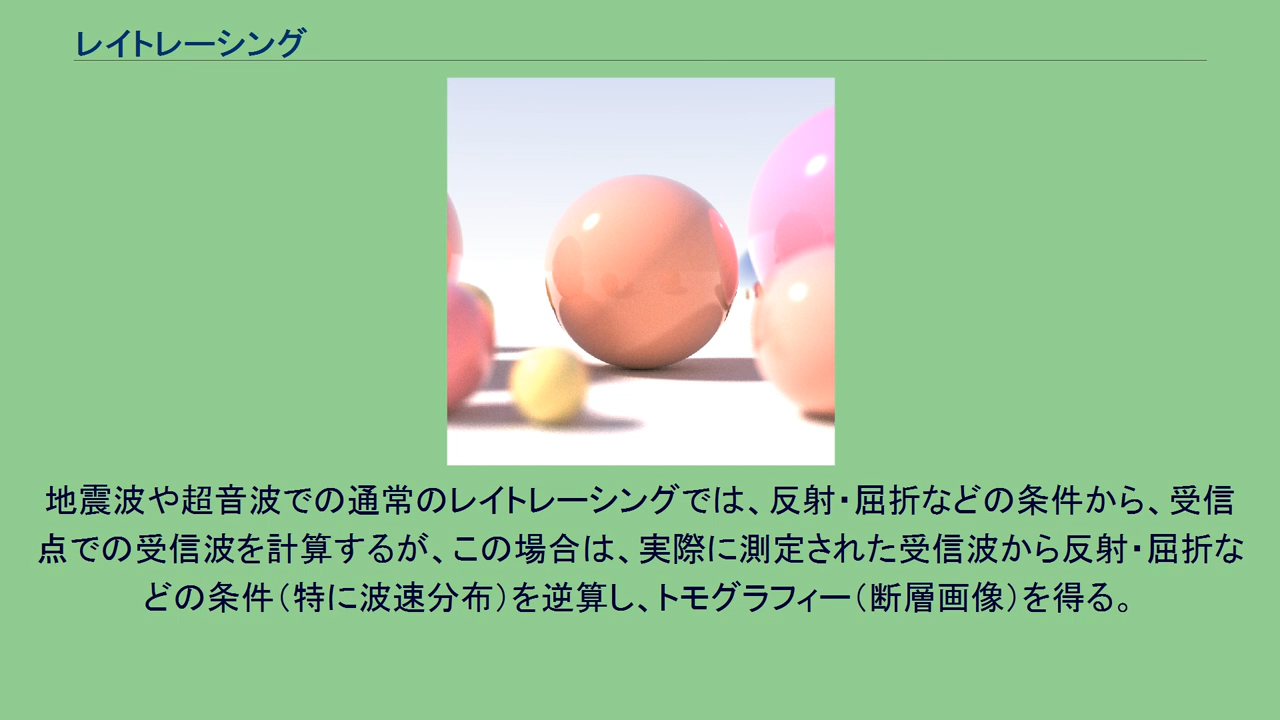 レイトレーシング
地震波や超音波での通常のレイトレーシングでは、反射・屈折などの条件から、受信
点での受信波を計算するが、この場合は、実際に測定された受信波から反射・屈折な
どの条件（特に波速分布）を逆算し、トモグラフィー（断層画像）を得る。